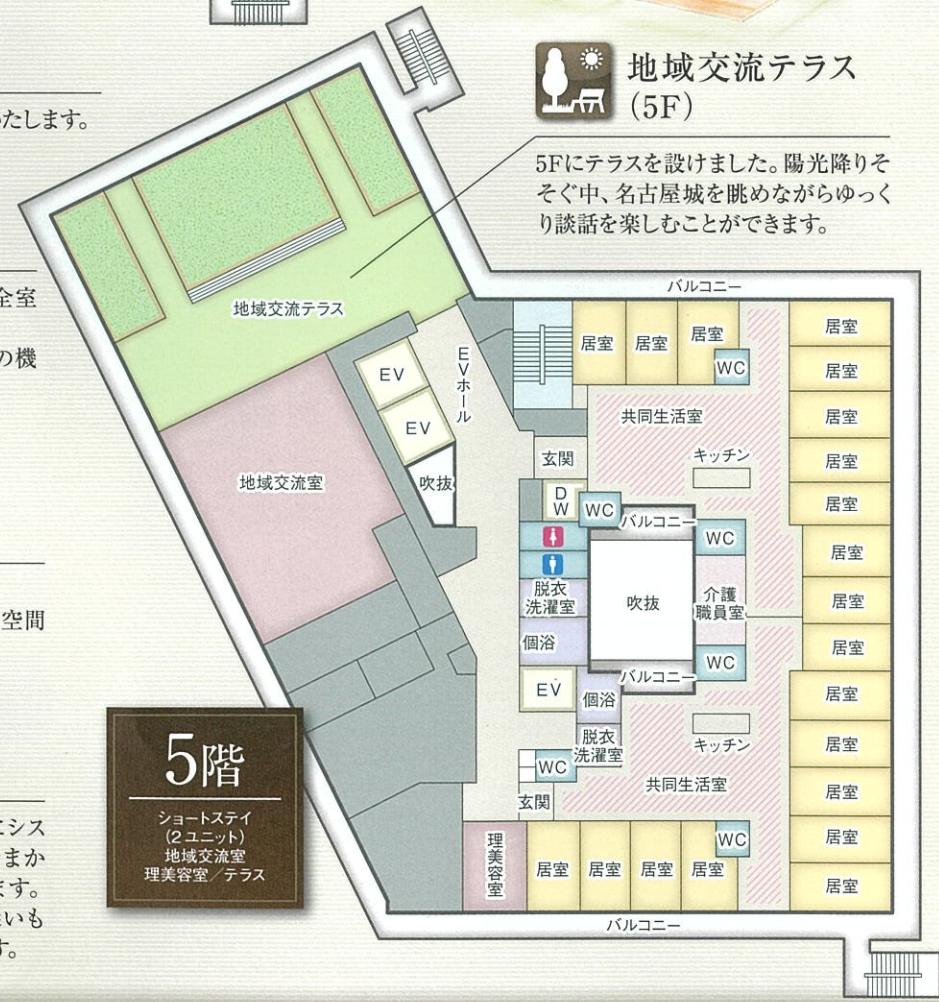 たします。
全室
の機
空間
にシス
まか
ます。
いも
す。
地域交流テラス
(5F)
5Fにテラスを設けました。陽光降りそ
そぐ中、名古屋城を眺めながらゆっく
り談話を楽しむことができます。
バルコニー
地域交流テラス
EV
EV
EVホール
吹抜
地域交流室
居室
居室
居室
WC
居室
居室
居室
居室
居室
居室
居室
居室
居室
居室
居室
居室
居室
共同生活室
キッチン
玄関
DW
WC
バルコニー
WC
脱衣
洗濯室
吹抜
介護
職員室
個浴
WC
バルコニー
EV
個浴
脱衣
洗濯室
キッチン
WC
共同生活室
玄関
理美容室
居室
居室
居室
居室
WC
バルコニー
5階
ショートステイ
(2ユニット)
地域交流室
理美容室/テラス